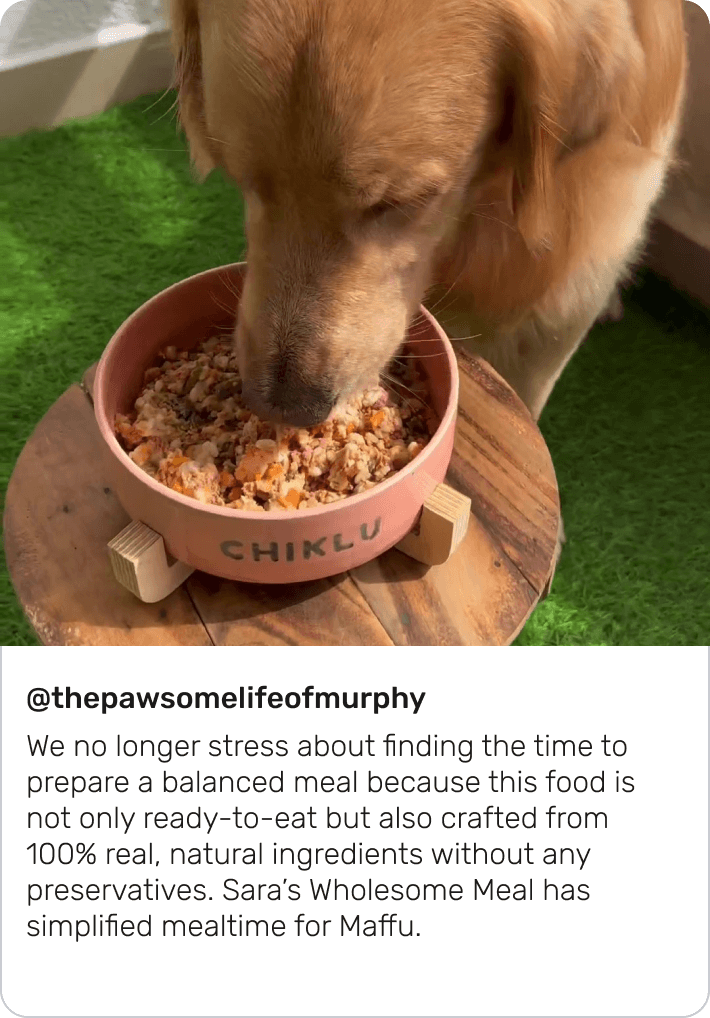 CHIKLU
@thepawsomelifeofmurphy
We no longer stress about finding the time to
prepare a balanced meal because this food is
not only ready-to-eat but also crafted from
100% real, natural ingredients without any
preservatives. Sara’s Wholesome Meal has
simplified mealtime for Maffu.